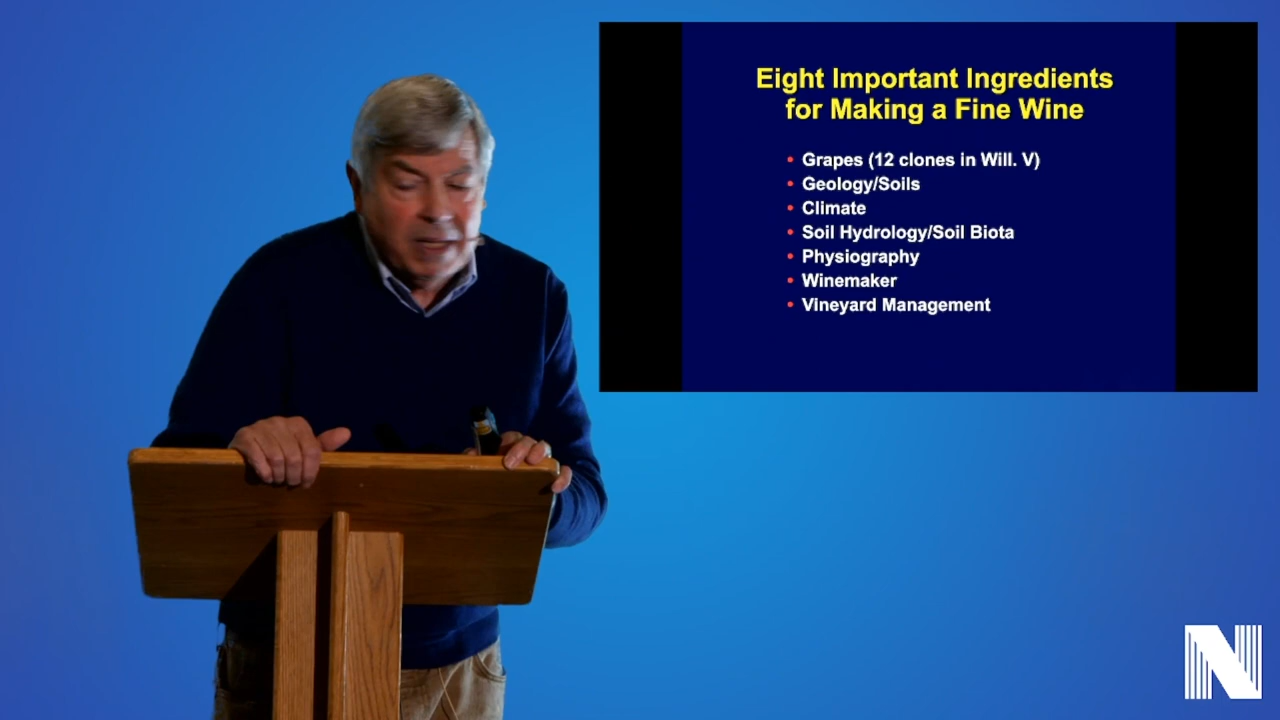 Eight Important Ingredients
for Making a Fine Wine
• Grapes (12 clones in Will. V)
• Geology/Soils
• Climate
• Soil Hydrology/Soil Biota
• Physiography
• Winemaker
• Vineyard Management
N